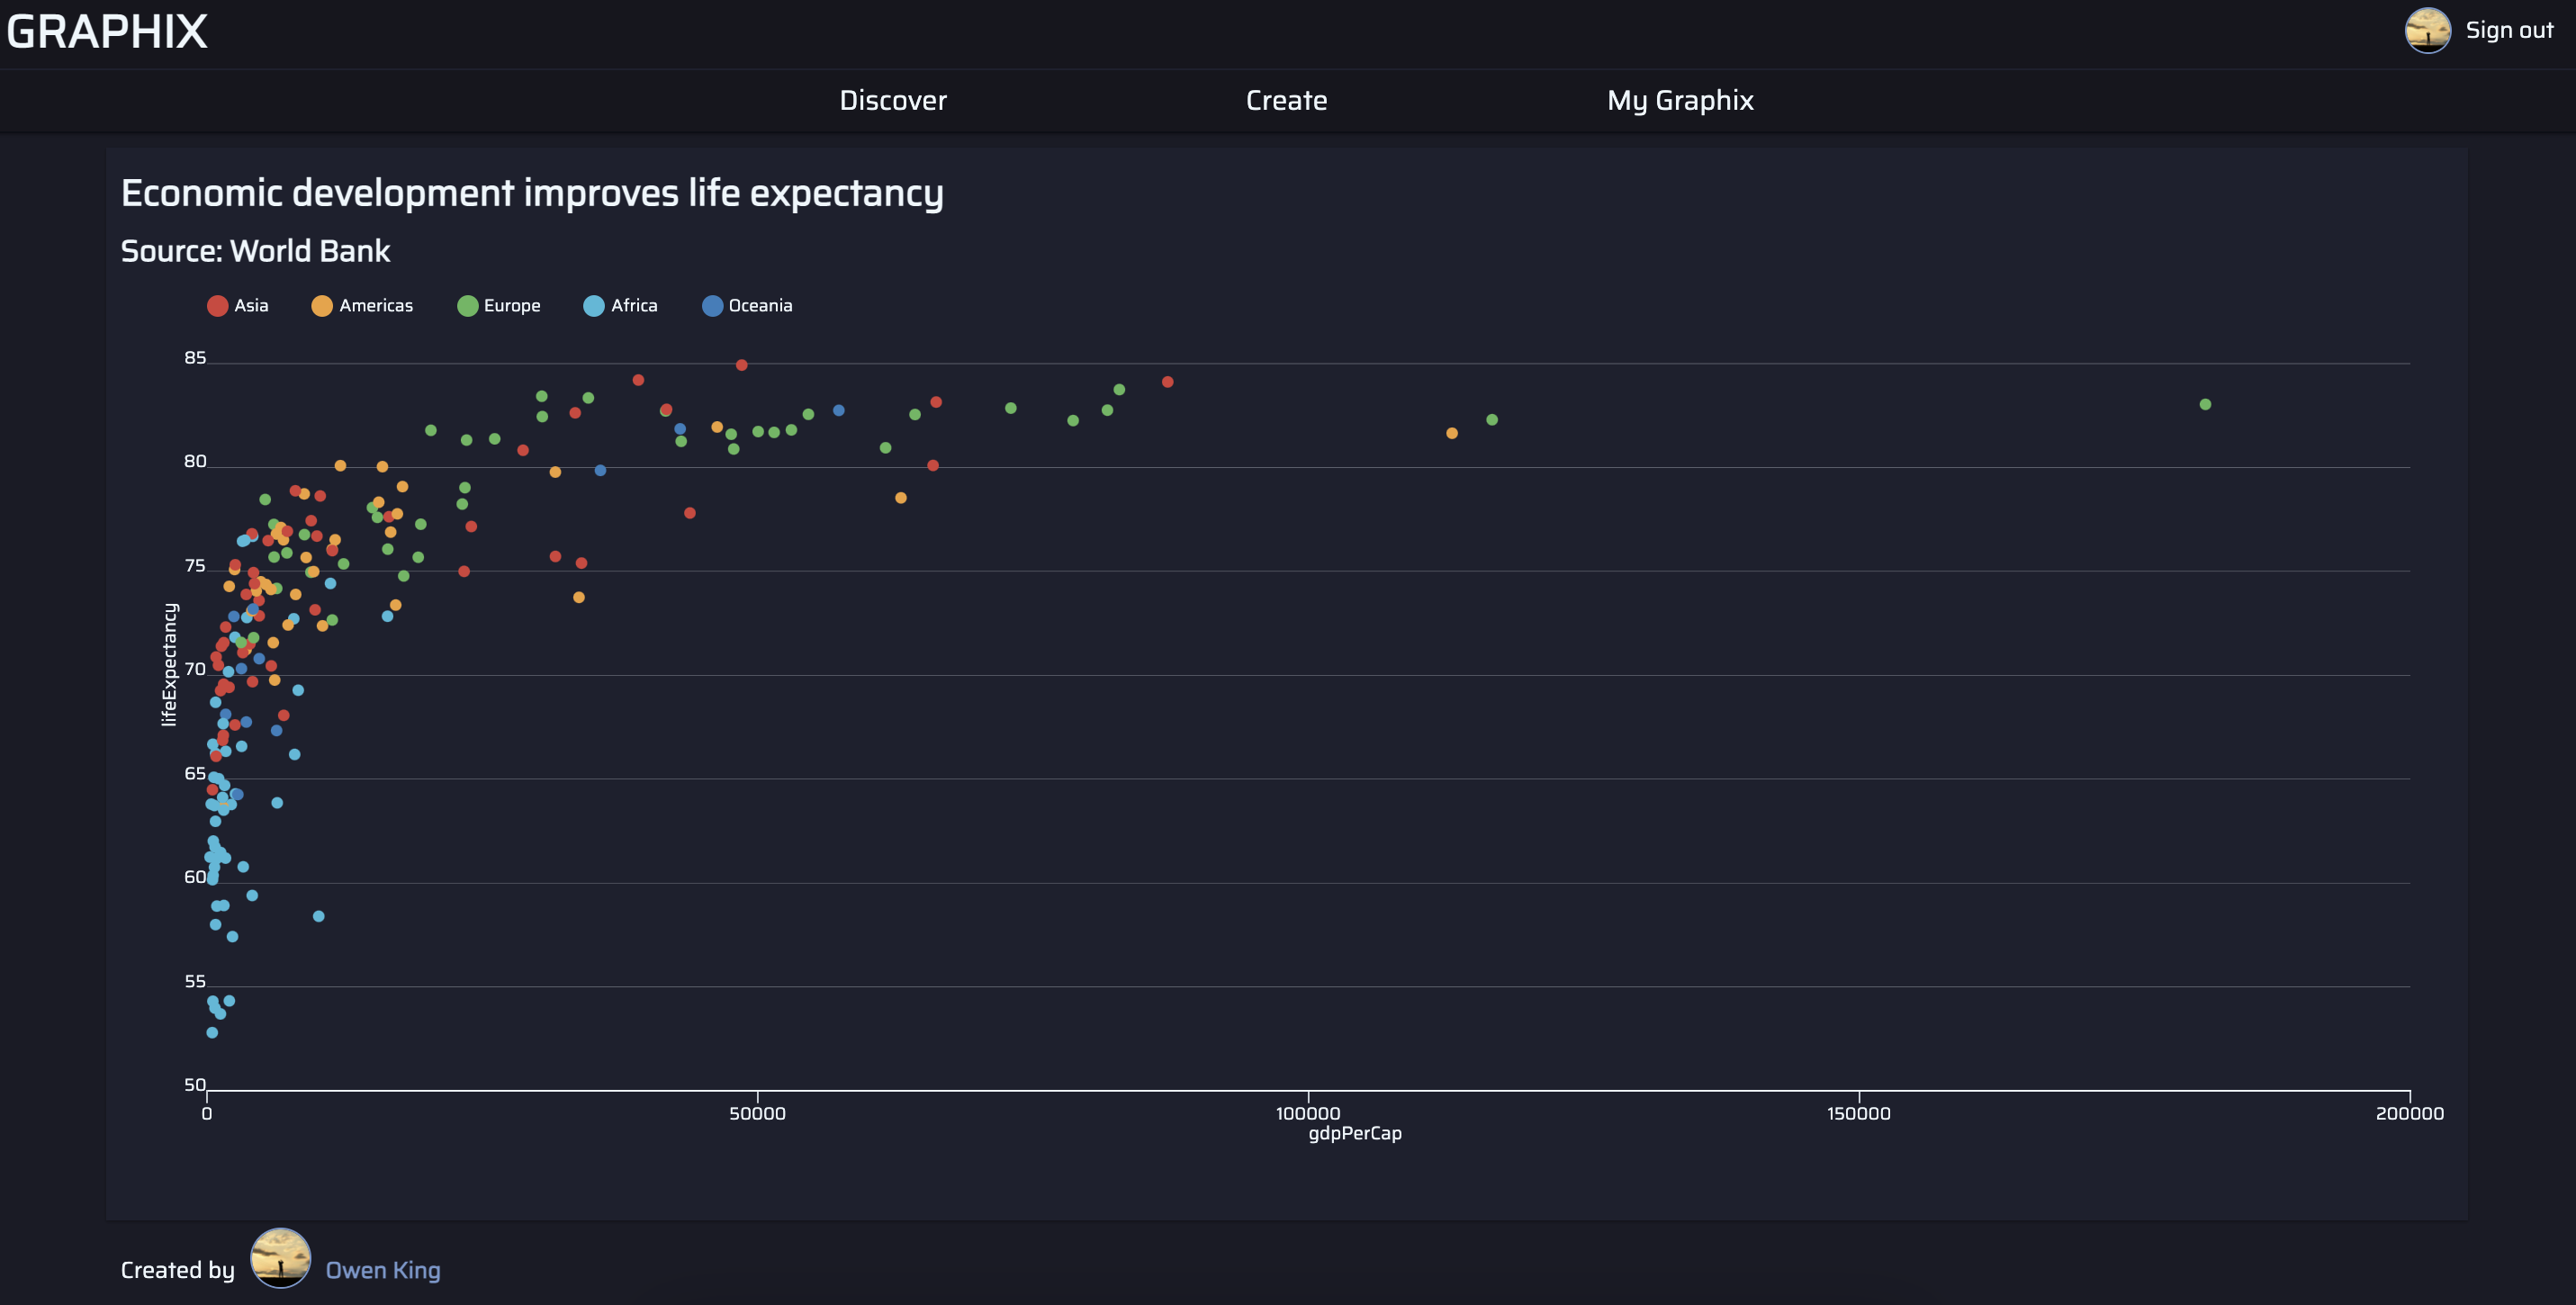 GRAPHIX
Sign out
Discover Create My Graphix
Economic development improves life expectancy
Source: World Bank
Asia Americas Europe Africa Oceania
85
80
75
70
65
60
55
50
lifeExpectancy
0 50000 100000 150000 200000
gdpPerCap
Created by Owen King